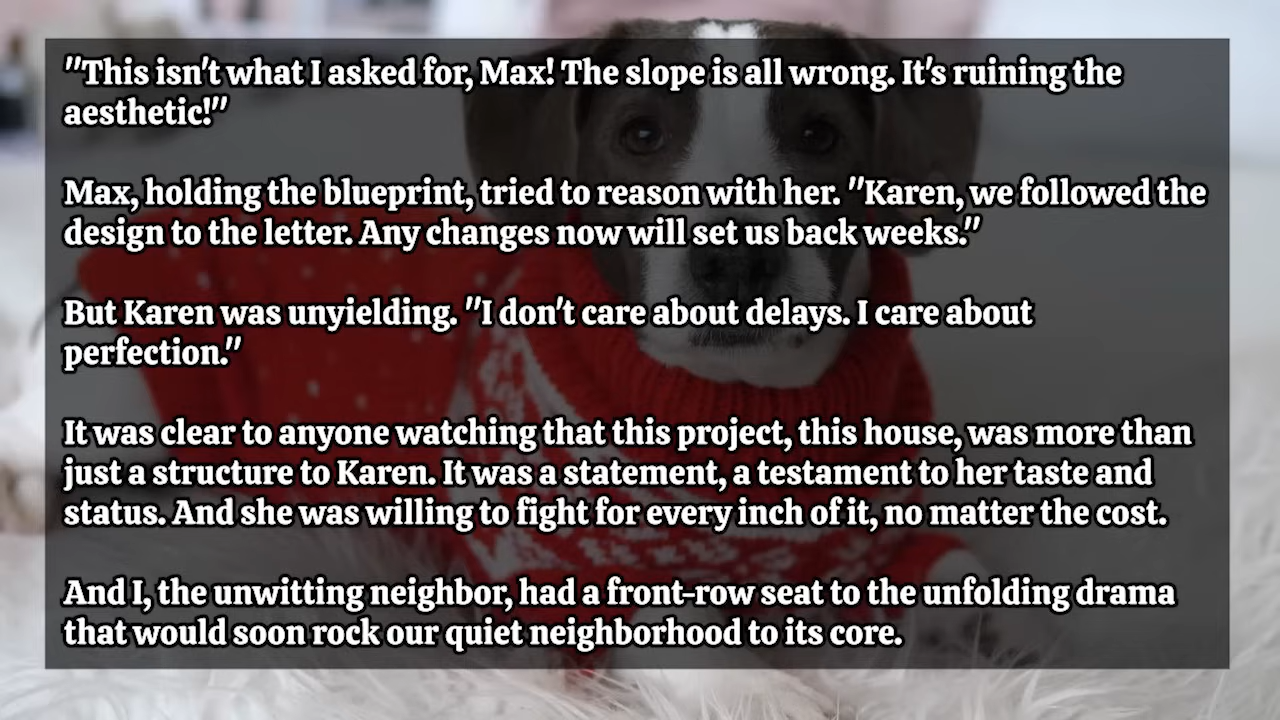 "This isn't what I asked for, Max! The slope is all wrong. It's ruining the
aesthetic!"
Max, holding the blueprint, tried to reason with her. "Karen, we followed the
design to the letter. Any changes now will set us back weeks."
But Karen was unyielding. "I don't care about delays. I care about
perfection."
It was clear to anyone watching that this project, this house, was more than
just a structure to Karen. It was a statement, a testament to her taste and
status. And she was willing to fight for every inch of it, no matter the cost.
And I, the unwitting neighbor, had a front-row seat to the unfolding drama
that would soon rock our quiet neighborhood to its core.